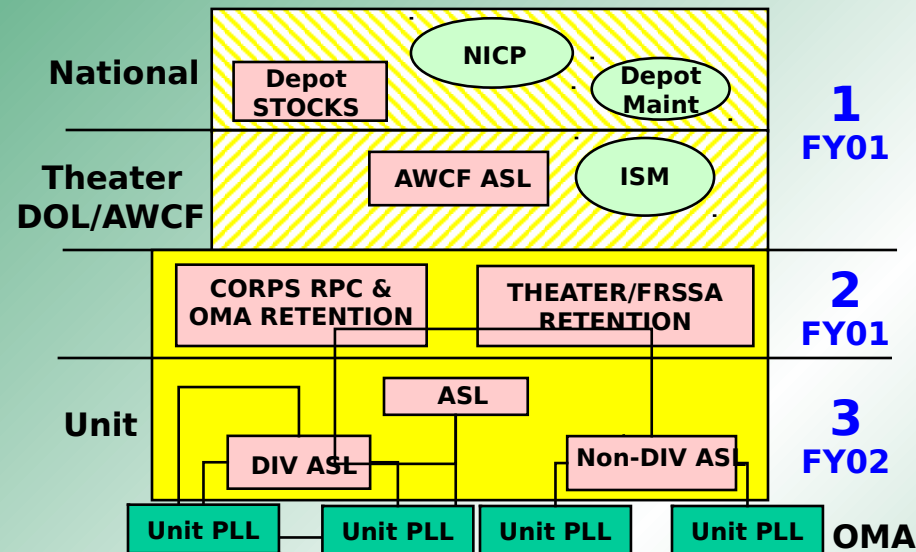 National
NICP
Depot
STOCKS
Depot
Maint
1
FY01
Theater
DOL/AWCF
AWCF ASL
ISM
CORPS RPC &
OMA RETENTION
THEATER/FRSSA
RETENTION
2
FY01
Unit
ASL
DIV ASL
Non-DIV ASL
3
FY02
Unit PLL
Unit PLL
Unit PLL
Unit PLL
OMA